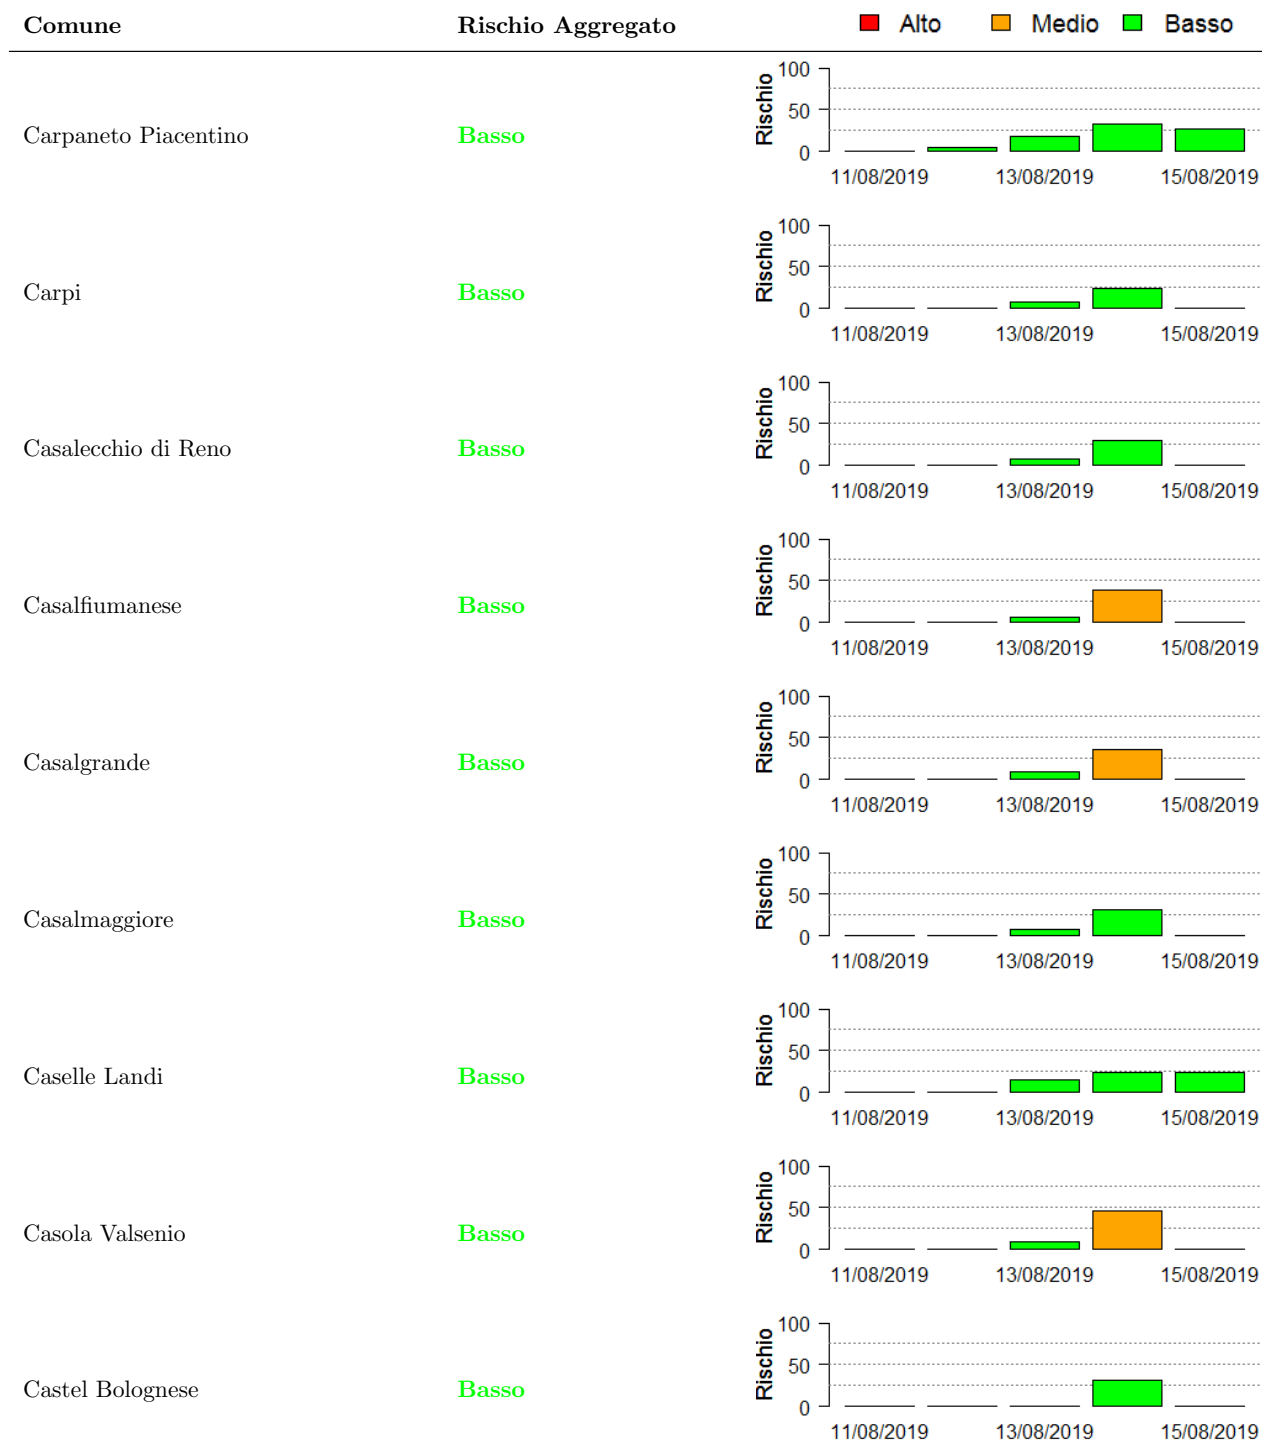 Comune Rischio Aggregato Alto Medio Basso
Carpaneto Piacentino Basso Rischio 100 50 0
11/08/2019 13/08/2019 15/08/2019
Carpi Basso Rischio 100 50 0
11/08/2019 13/08/2019 15/08/2019
Casalecchio di Reno Basso Rischio 100 50 0
11/08/2019 13/08/2019 15/08/2019
Casalfiumanese Basso Rischio 100 50 0
11/08/2019 13/08/2019 15/08/2019
Casalgrande Basso Rischio 100 50 0
11/08/2019 13/08/2019 15/08/2019
Casalmaggiore Basso Rischio 100 50 0
11/08/2019 13/08/2019 15/08/2019
Caselle Landi Basso Rischio 100 50 0
11/08/2019 13/08/2019 15/08/2019
Casola Valsenio Basso Rischio 100 50 0
11/08/2019 13/08/2019 15/08/2019
Castel Bolognese Basso Rischio 100 50 0
11/08/2019 13/08/2019 15/08/2019